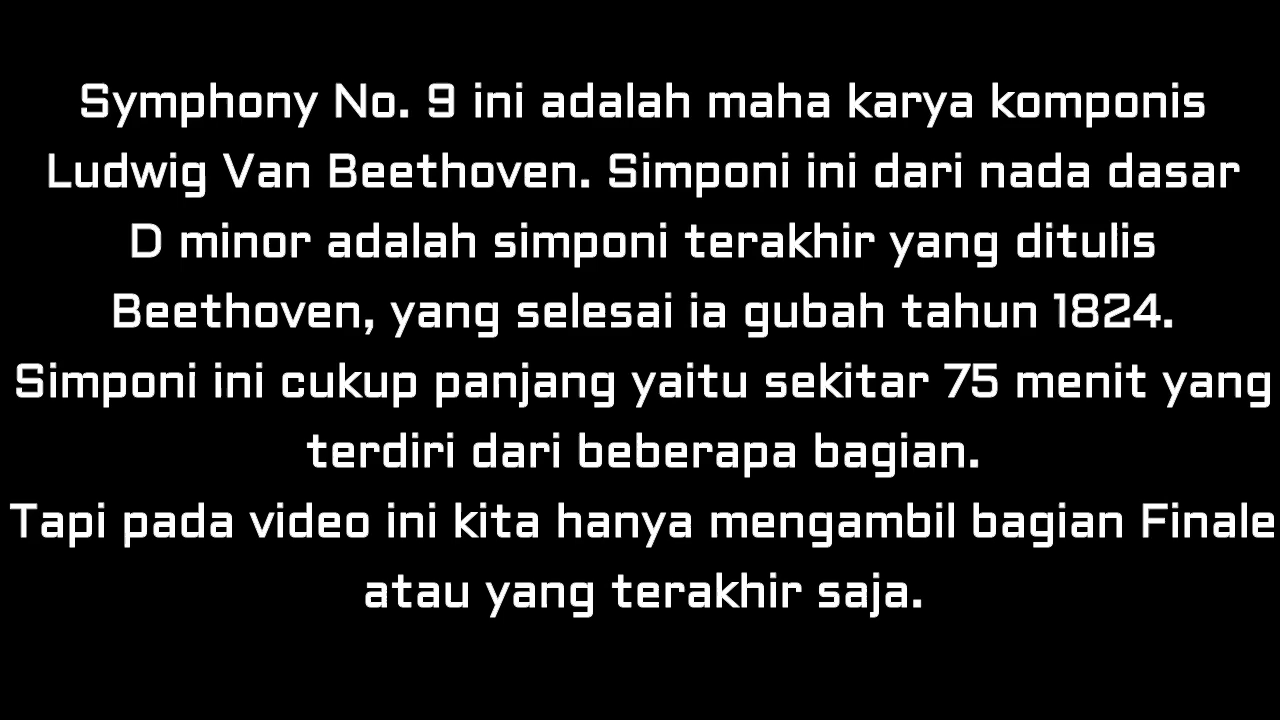 Symphony No. 9 ini adalah maha karya komponis
Ludwig Van Beethoven. Simponi ini dari nada dasar
D minor adalah simponi terakhir yang ditulis
Beethoven, yang selesai ia gubah tahun 1824.
Simponi ini cukup panjang yaitu sekitar 75 menit yang
terdiri dari beberapa bagian.
Tapi pada video ini kita hanya mengambil bagian Finale
atau yang terakhir saja.